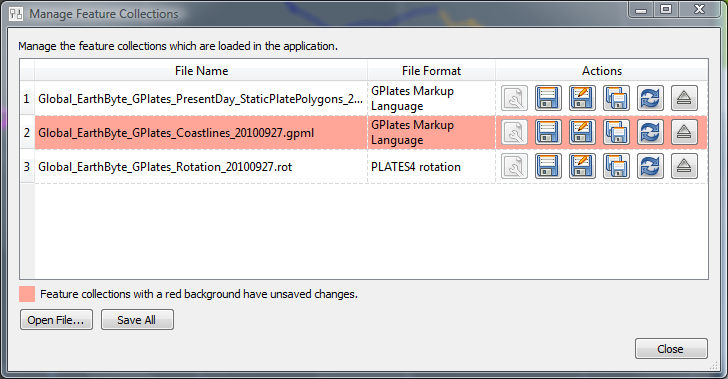 Manage Feature Collections
Manage the feature collections which are loaded in the application.
File Name File Format Actions
1 Global_EarthByte_GPlates_PresentDay_StaticPlatePolygons_2... GPlates Markup
Language
2 Global_EarthByte_GPlates_Coastlines_20100927.gpml GPlates Markup
Language
3 Global_EarthByte_GPlates_Rotation_20100927.rot PLATES4 rotation
Feature collections with a red background have unsaved changes.
Open File... Save All
Close